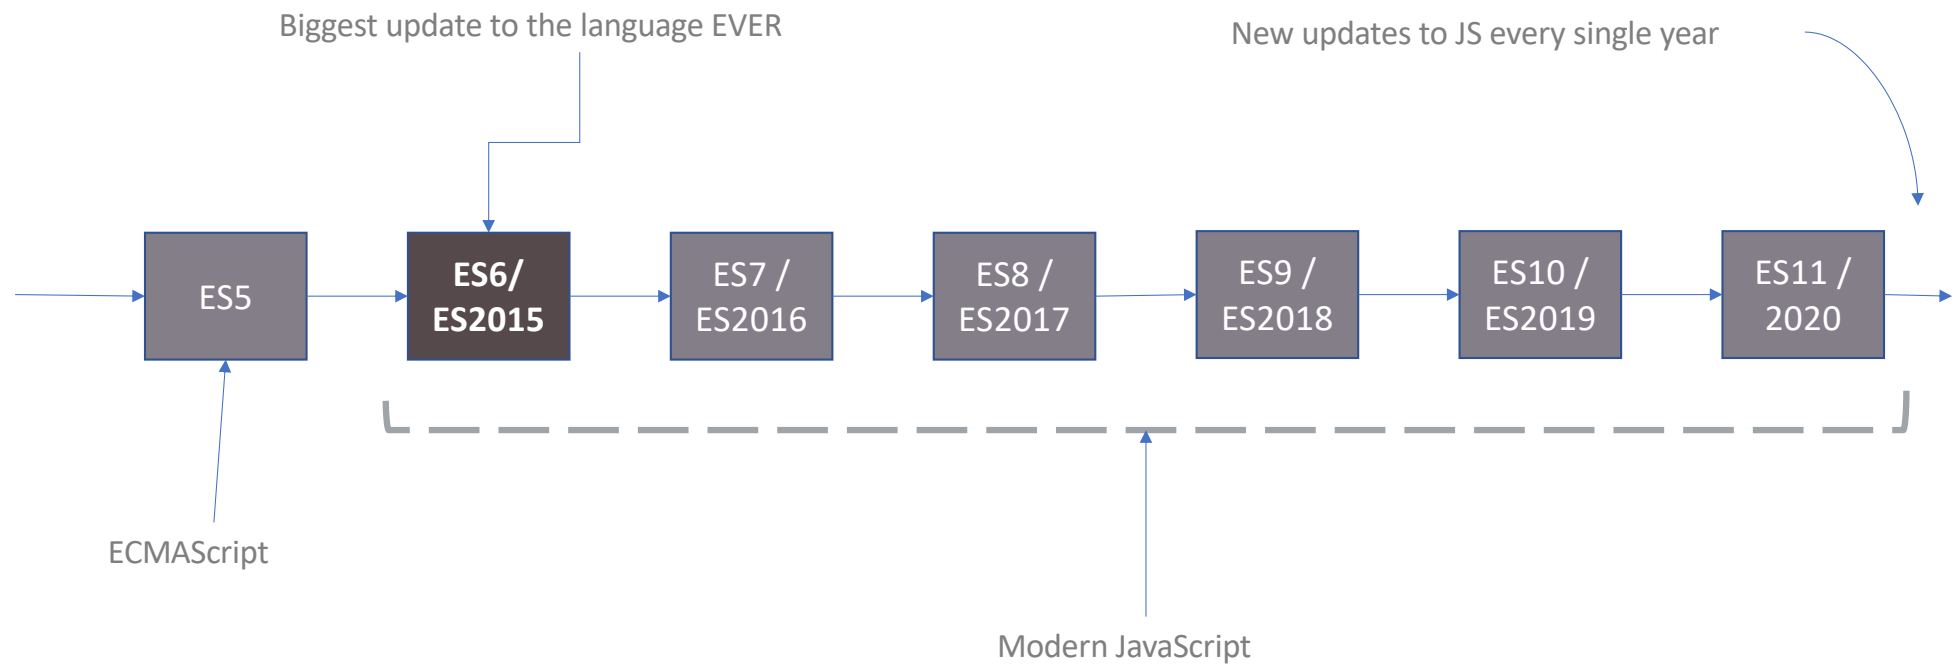 Biggest update to the language EVER
New updates to JS every single year
ES5
ES6/
ES2015
ES7 /
ES2016
ES8 /
ES2017
ES9 /
ES2018
ES10 /
ES2019
ES11 /
2020
ECMAScript
Modern JavaScript